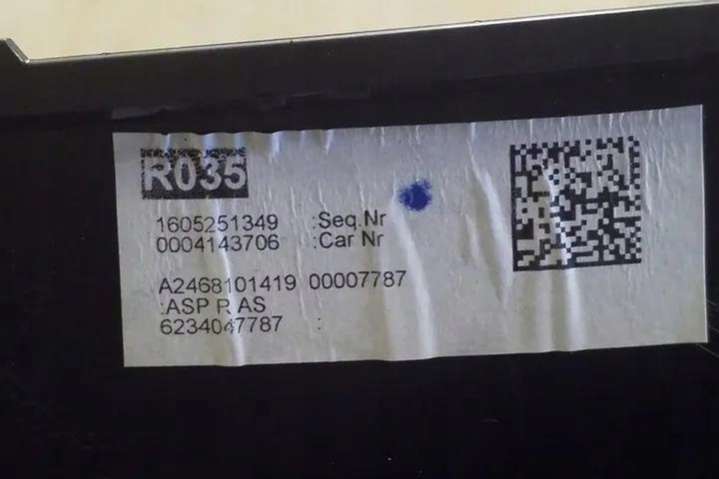 R035
1605251349 :Seq.Nr
0004143706 :Car Nr
A2468101419 00007787
:ASP R AS
6234047787 :